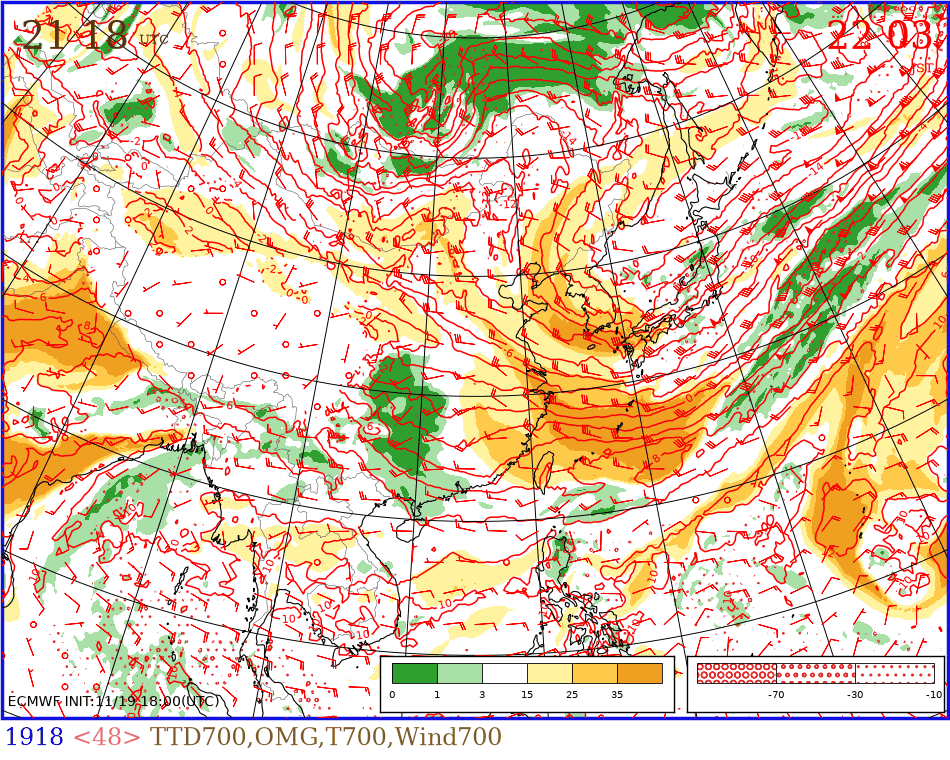 21 18 UTC
22 03
JST
0 1 3 15 25 35
-70 -30 -10
ECMWF INIT:11/19 18:00(UTC)
1918 <48> TTD700,OMG,T700,Wind700